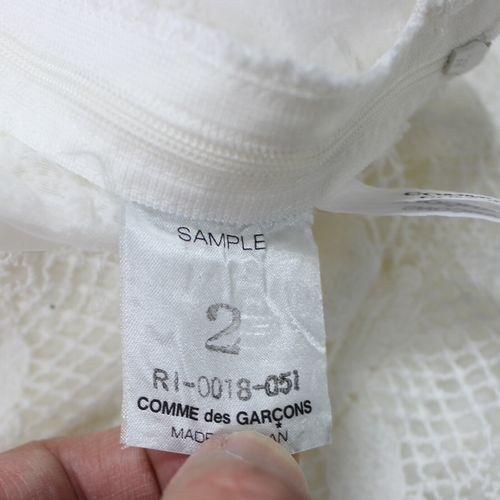 SAMPLE
2
RI-0018-051
COMME des GARÇONS
MADE